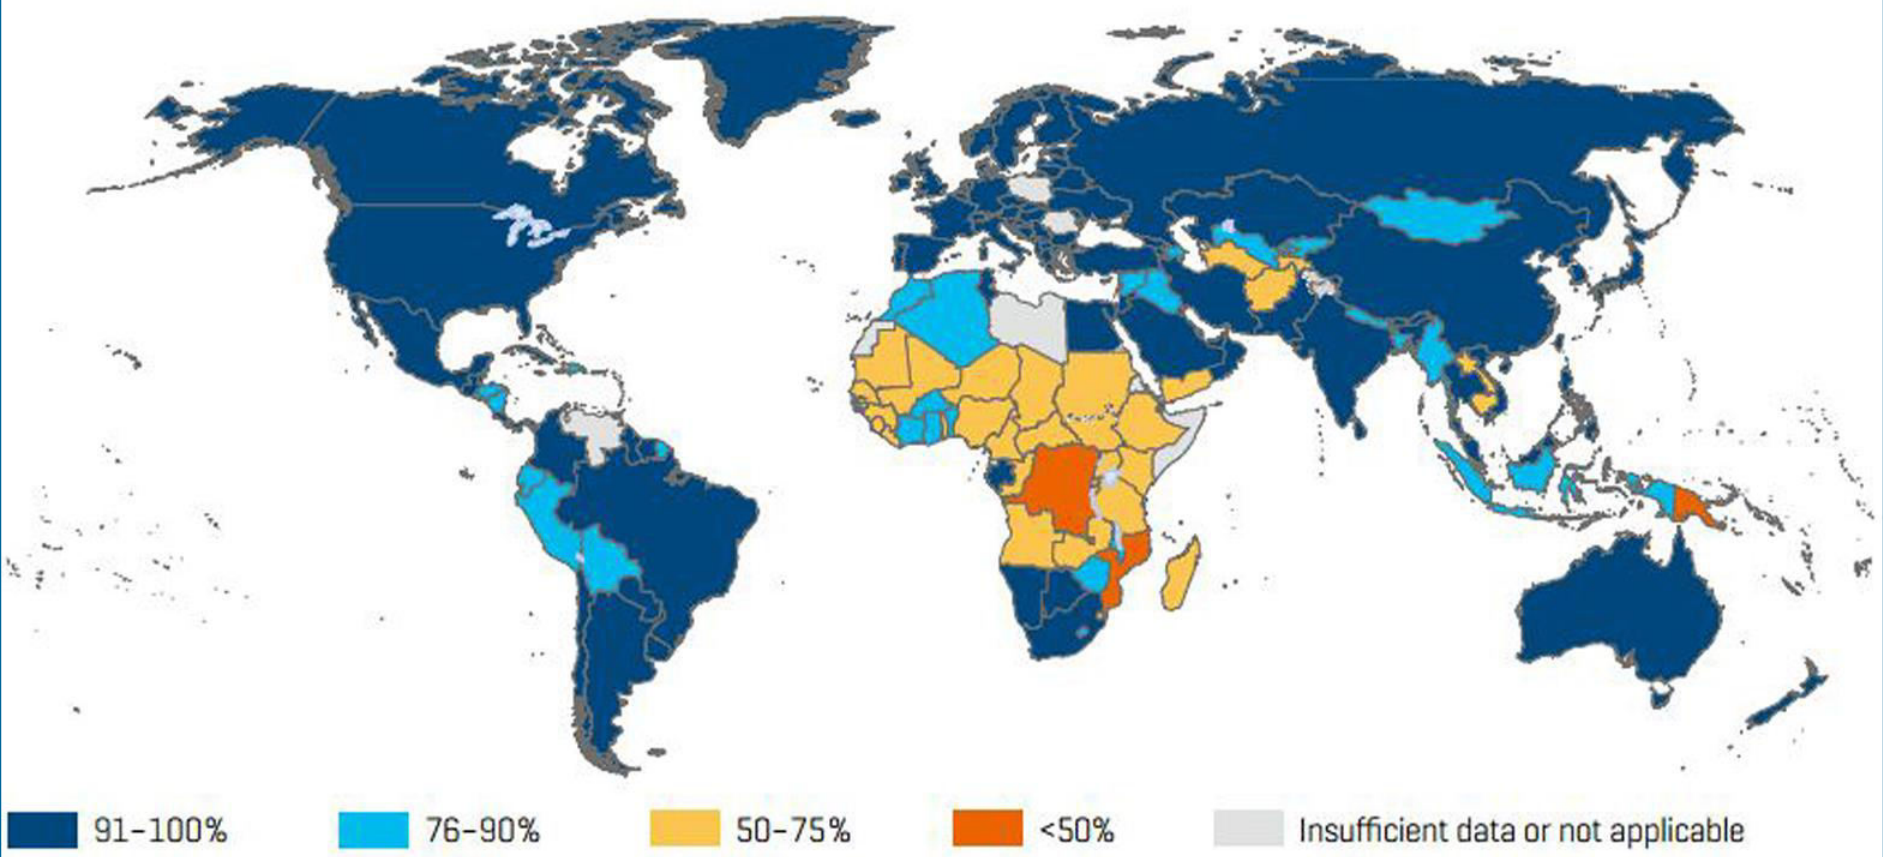 91–100%
76–90%
50–75%
<50%
Insufficient data or not applicable